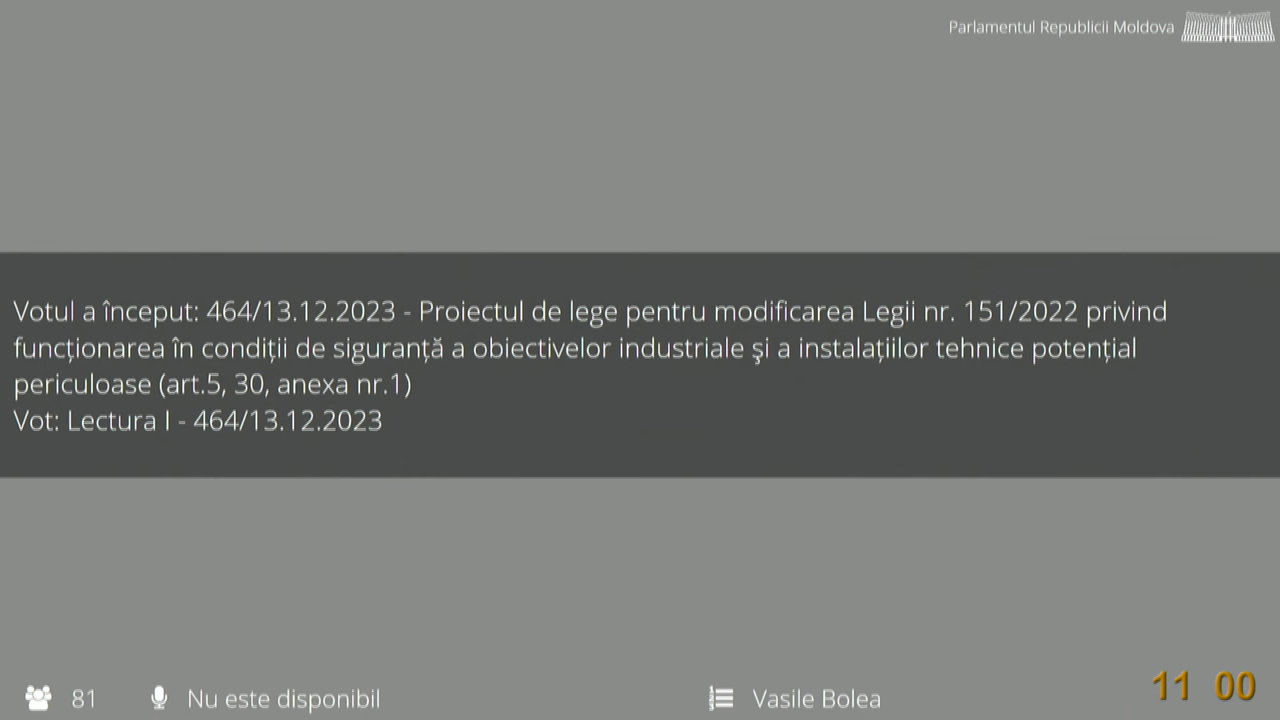 Parlamentul Republicii Moldova
Votul a început: 464/13.12.2023 - Proiectul de lege pentru modificarea Legii nr. 151/2022 privind
funcționarea în condiții de siguranță a obiectivelor industriale şi a instalațiilor tehnice potențial
periculoase (art.5, 30, anexa nr.1)
Vot: Lectura I - 464/13.12.2023
81 Nu este disponibil Vasile Bolea 11 00